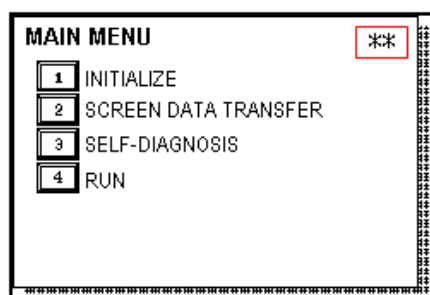 MAIN MENU **
1 INITIALIZE
2 SCREEN DATA TRANSFER
3 SELF-DIAGNOSIS
4 RUN